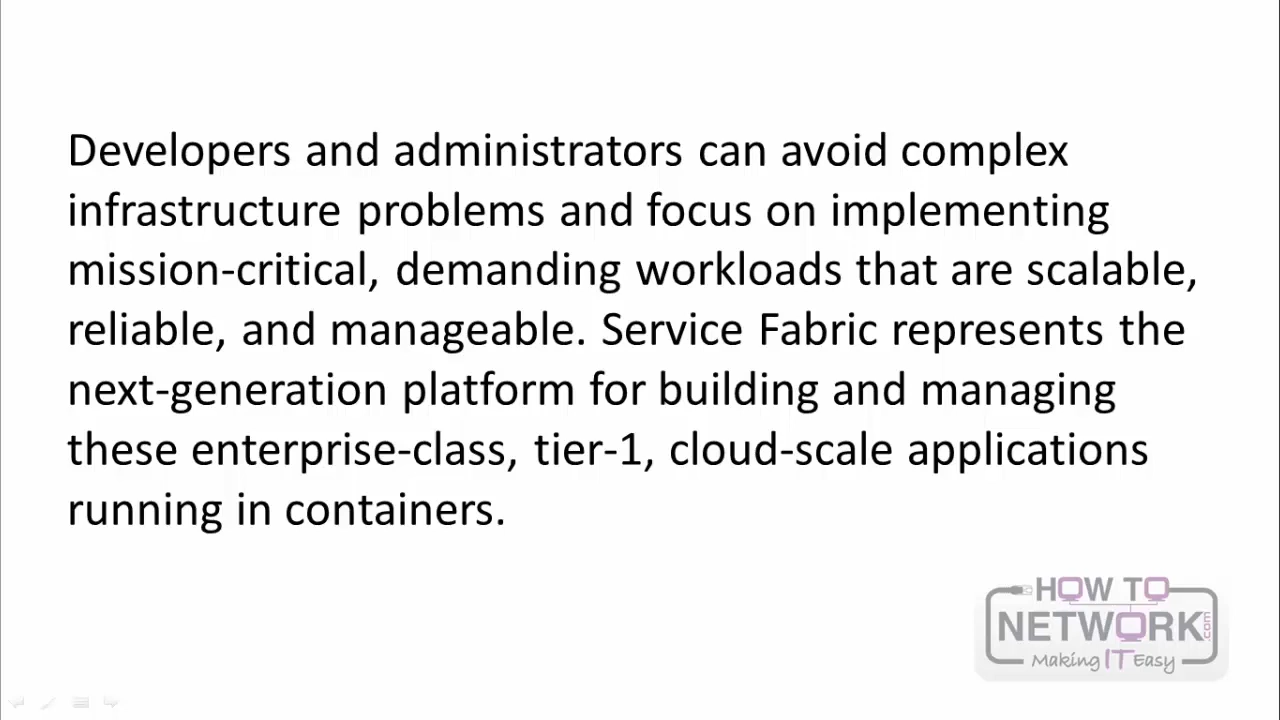 Developers and administrators can avoid complex
infrastructure problems and focus on implementing
mission-critical, demanding workloads that are scalable,
reliable, and manageable. Service Fabric represents the
next-generation platform for building and managing
these enterprise-class, tier-1, cloud-scale applications
running in containers.
HOW TO
NETWORK.com
Making IT Easy